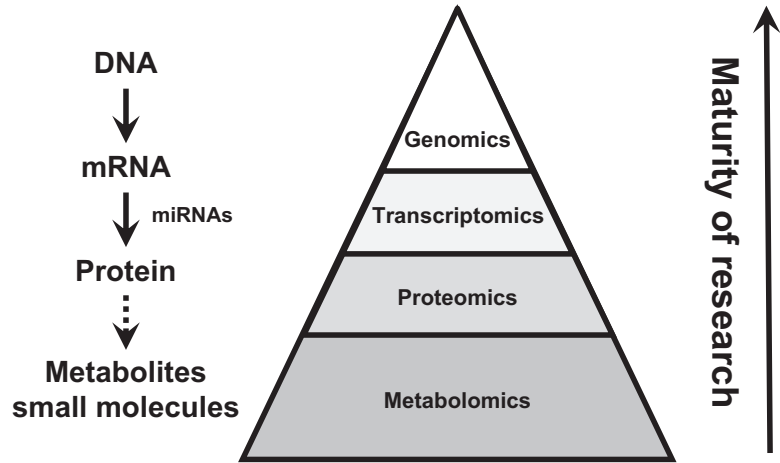 DNA
mRNA
miRNAs
Protein
Metabolites
small molecules
Genomics
Transcriptomics
Proteomics
Metabolomics
Maturity of research